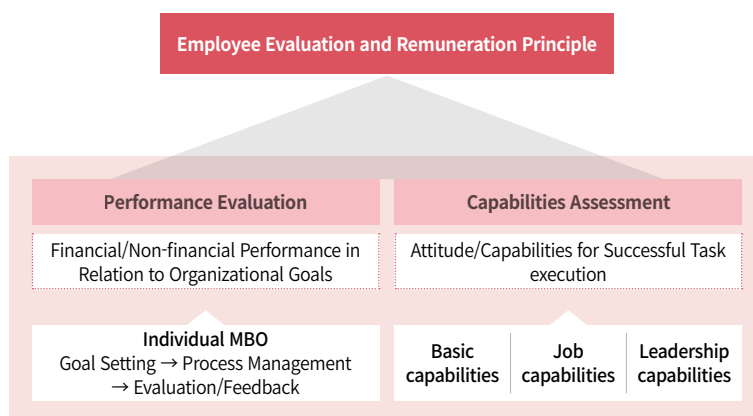 Employee Evaluation and Remuneration Principle
Performance Evaluation
Financial/Non-financial Performance in
Relation to Organizational Goals
Individual MBO
Goal Setting → Process Management
→ Evaluation/Feedback
Capabilities Assessment
Attitude/Capabilities for Successful Task
execution
Basic
capabilities
Job
capabilities
Leadership
capabilities